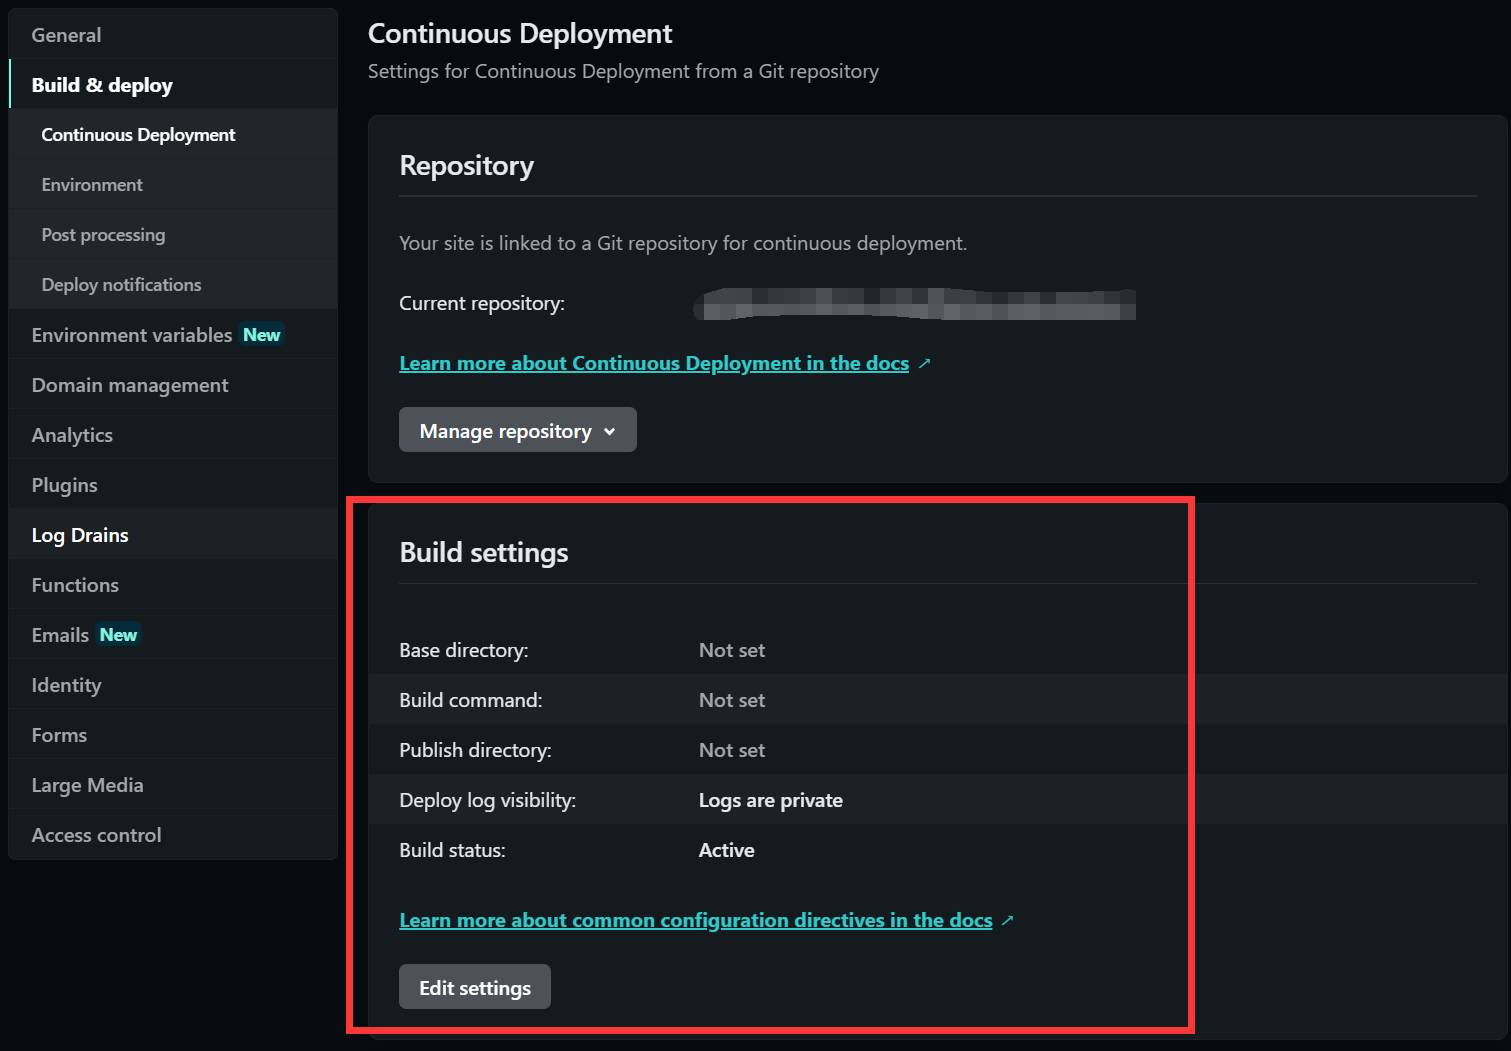 General
Build & deploy
Continuous Deployment
Environment
Post processing
Deploy notifications
Environment variables New
Domain management
Analytics
Plugins
Log Drains
Functions
Emails New
Identity
Forms
Large Media
Access control
Continuous Deployment
Settings for Continuous Deployment from a Git repository
Repository
Your site is linked to a Git repository for continuous deployment.
Current repository:
Learn more about Continuous Deployment in the docs ↗
Manage repository
Build settings
Base directory: Not set
Build command: Not set
Publish directory: Not set
Deploy log visibility: Logs are private
Build status: Active
Learn more about common configuration directives in the docs ↗
Edit settings